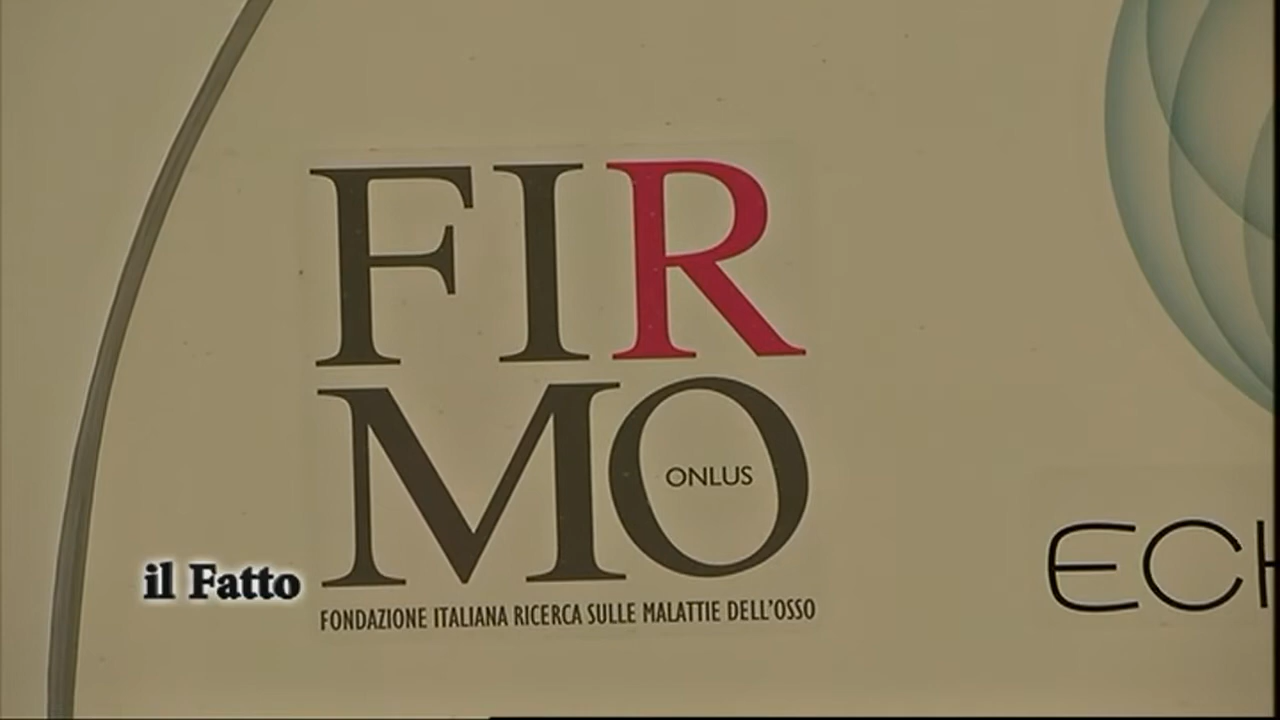 FIR
MO
ONLUS
FONDAZIONE ITALIANA RICERCA SULLE MALATTIE DELL'OSSO
il Fatto